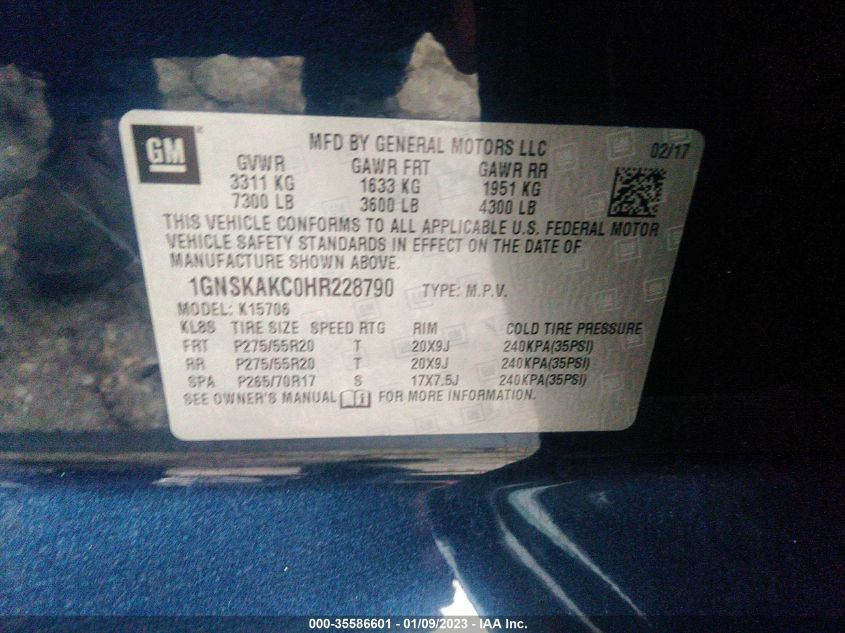 GM
MFD BY GENERAL MOTORS LLC 02/17
GVWR GAWR FRT GAWR RR
3311 KG 1633 KG 1951 KG
7300 LB 3600 LB 4300 LB
THIS VEHICLE CONFORMS TO ALL APPLICABLE U.S. FEDERAL MOTOR
VEHICLE SAFETY STANDARDS IN EFFECT ON THE DATE OF
MANUFACTURE SHOWN ABOVE.
1GNSKAKC0HR228790 TYPE: M.P.V.
MODEL: K15706
KLBS TIRE SIZE SPEED RTG RIM COLD TIRE PRESSURE
FRT P275/55R20 T 20X9J 240KPA(35PSI)
RR P275/55R20 T 20X9J 240KPA(35PSI)
SPA P265/70R17 S 17X7.5J 240KPA(35PSI)
SEE OWNER'S MANUAL FOR MORE INFORMATION.
000-35586601 - 01/09/2023 - IAA Inc.